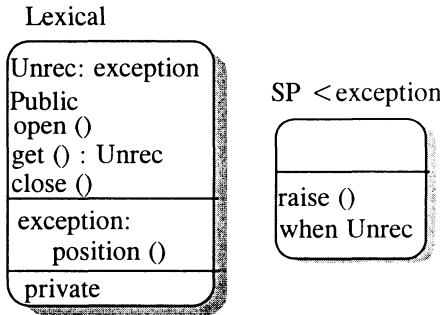 Lexical
Unrec: exception
Public
open ()
get () : Unrec
close ()
exception:
position ()
private
SP <exception
raise ()
when Unrec